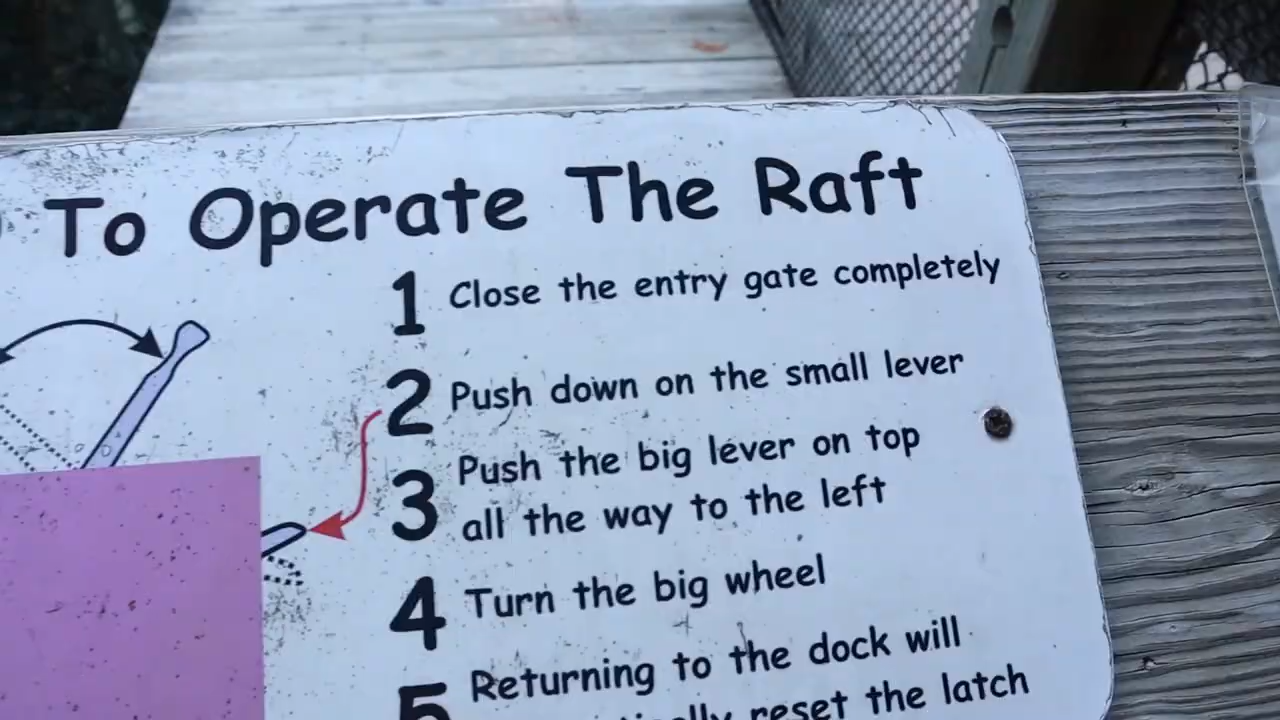 To Operate The Raft
1 Close the entry gate completely
2 Push down on the small lever
3 Push the big lever on top
all the way to the left
4 Turn the big wheel
5 Returning to the dock will
reset the latch